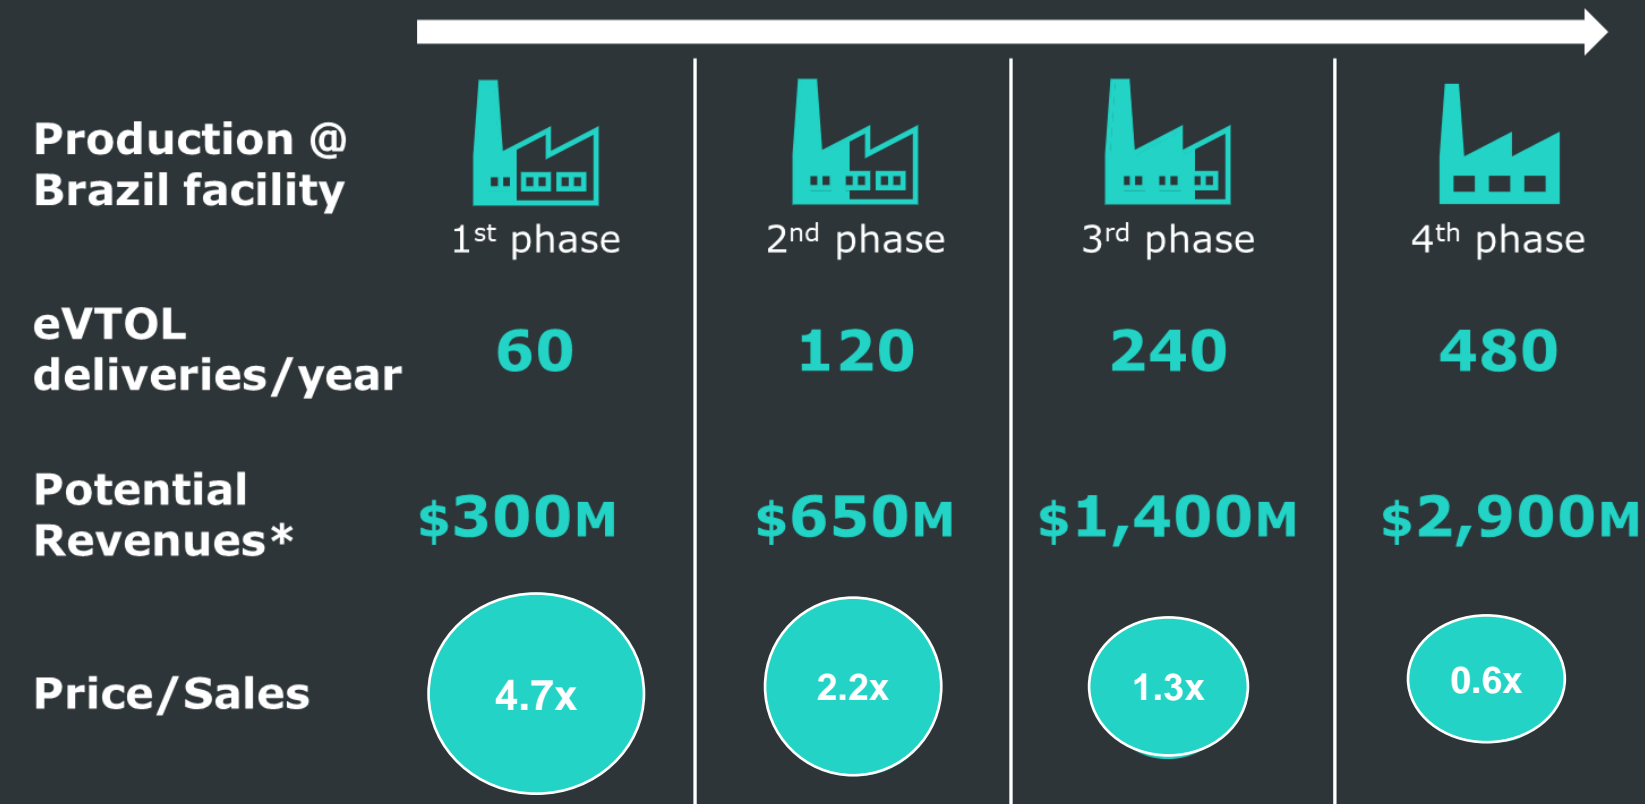 Production @
Brazil facility
1st phase
2nd phase
3rd phase
4th phase
eVTOL
deliveries/year
60
120
240
480
Potential
Revenues*
$300M
$650M
$1,400M
$2,900M
Price/Sales
4.7x
2.2x
1.3x
0.6x